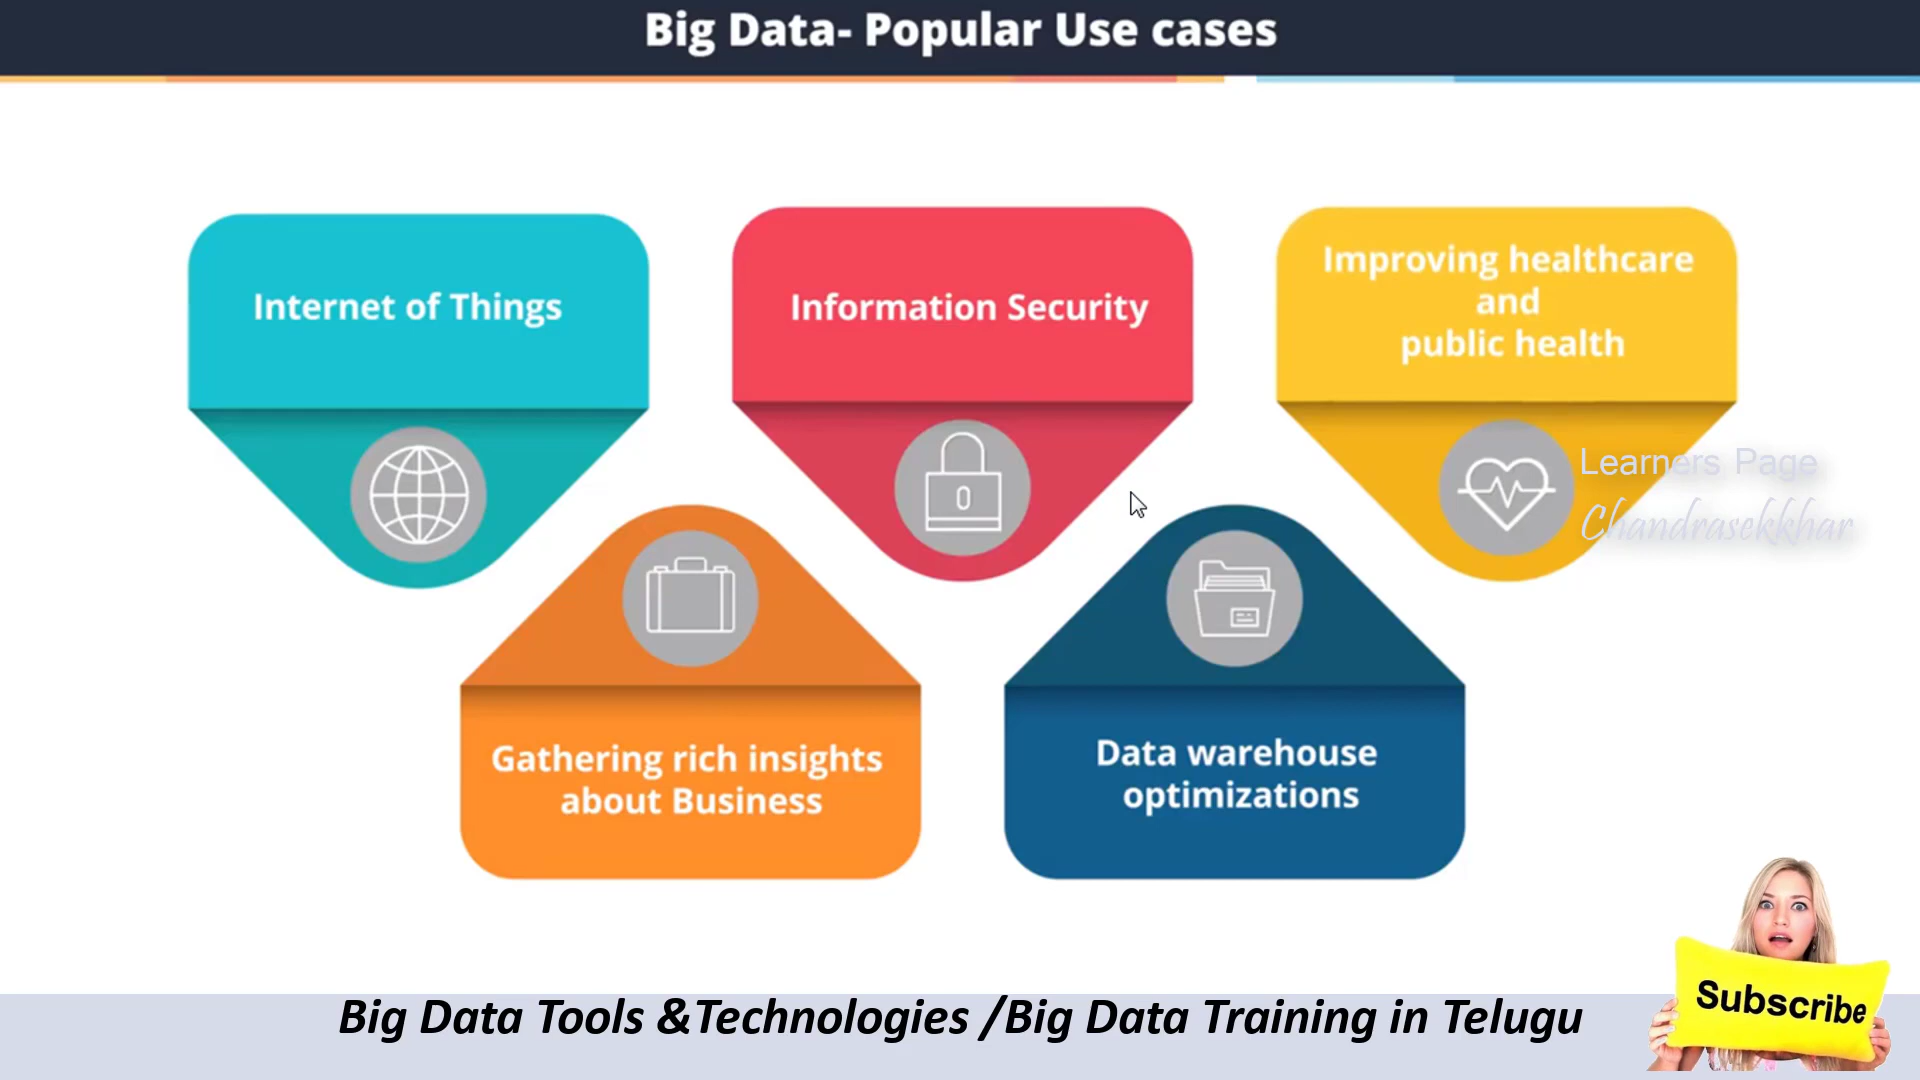 Big Data- Popular Use cases
Internet of Things
Information Security
Improving healthcare
and
public health
Learners Page
Chandrasekkhar
Gathering rich insights
about Business
Data warehouse
optimizations
Subscribe
Big Data Tools &Technologies /Big Data Training in Telugu